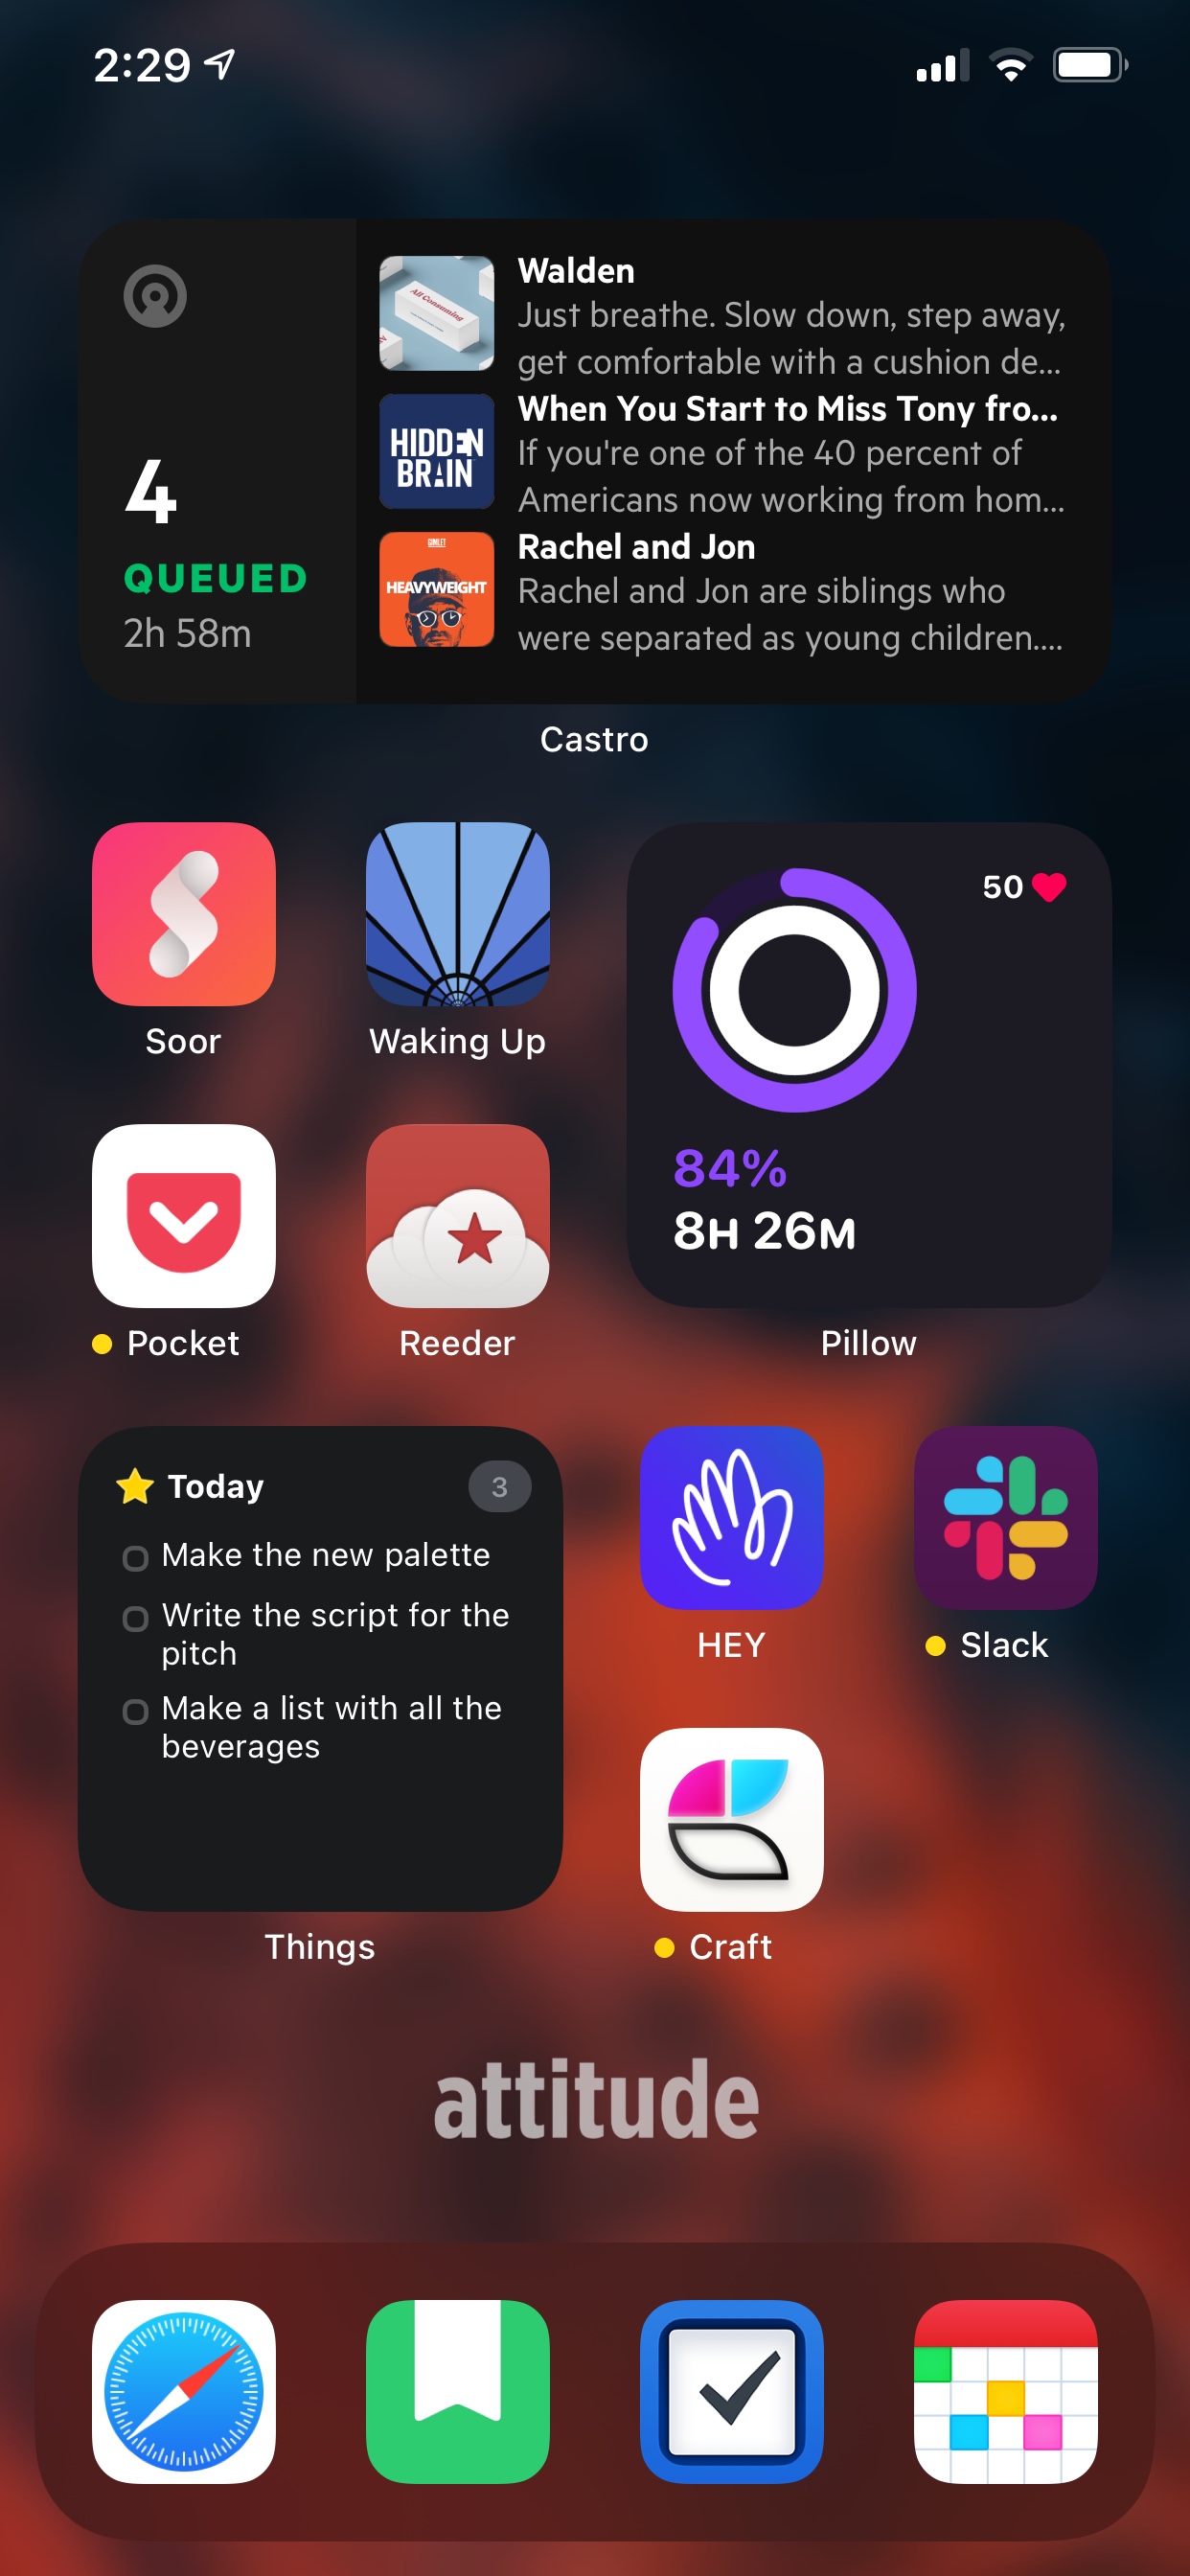 2:29
Walden
Just breathe. Slow down, step away,
get comfortable with a cushion de...
When You Start to Miss Tony fro...
If you're one of the 40 percent of
Americans now working from hom...
Rachel and Jon
Rachel and Jon are siblings who
were separated as young children....
All Consuming
HIDDEN
BRAIN
GIMLET
HEAVYWEIGHT
4
QUEUED
2h 58m
Castro
Soor
Waking Up
50
84%
8H 26M
Pocket
Reeder
Pillow
Today
3
Make the new palette
Write the script for the
pitch
Make a list with all the
beverages
Things
HEY
Slack
Craft
attitude